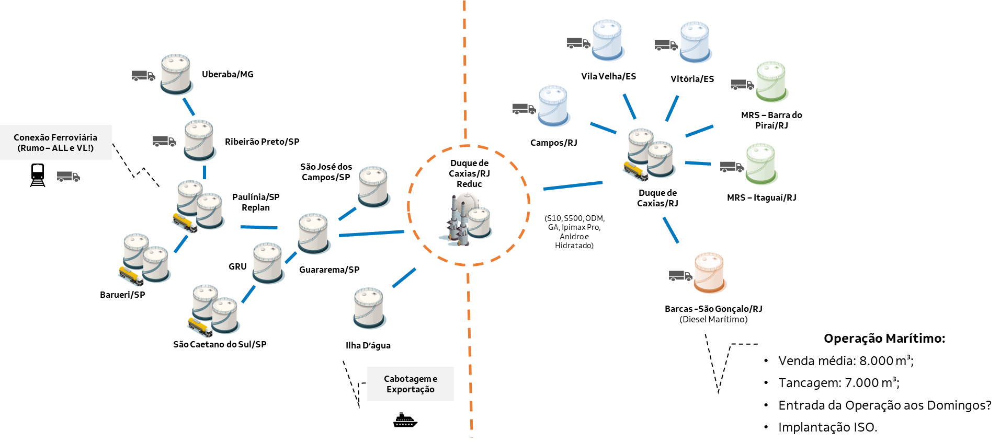 Uberaba/MG
Ribeirão Preto/SP
Conexão Ferroviária
(Rumo – ALL e VL!)
São José dos
Campos/SP
Paulínia/SP
Replan
GRU
Guararema/SP
Barueri/SP
São Caetano do Sul/SP
Ilha D’água
Cabotagem e
Exportação
Duque de
Caxias/RJ
Reduc
Vila Velha/ES
Vitória/ES
Campos/RJ
MRS – Barra do
Piraí/RJ
MRS – Itaguaí/RJ
Duque de
Caxias/RJ
(S10, S500, ODM,
GA, Ipimax Pro,
Anidro e
Hidratado)
Barcas -São Gonçalo/RJ
(Diesel Marítimo)
Operação Marítimo:
• Venda média: 8.000 m³;
• Tancagem: 7.000 m³;
• Entrada da Operação aos Domingos?
• Implantação ISO.